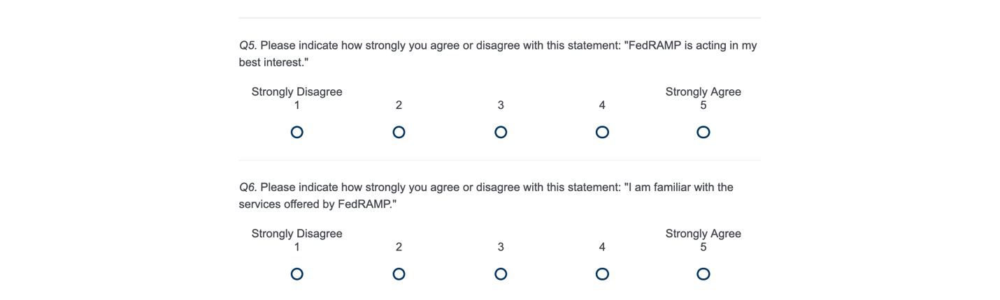 Q5. Please indicate how strongly you agree or disagree with this statement: "FedRAMP is acting in my
best interest."
Strongly Disagree Strongly Agree
1 2 3 4 5
Q6. Please indicate how strongly you agree or disagree with this statement: "I am familiar with the
services offered by FedRAMP."
Strongly Disagree Strongly Agree
1 2 3 4 5